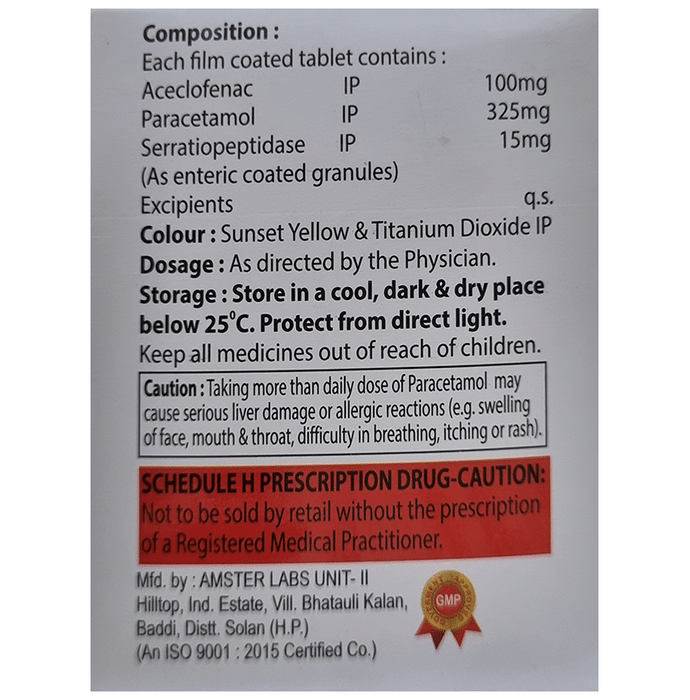 Composition :
Each film coated tablet contains :
Aceclofenac IP 100mg
Paracetamol IP 325mg
Serratiopeptidase IP 15mg
(As enteric coated granules)
Excipients q.s.
Colour : Sunset Yellow & Titanium Dioxide IP
Dosage : As directed by the Physician.
Storage : Store in a cool, dark & dry place
below 25⁰C. Protect from direct light.
Keep all medicines out of reach of children.
Caution : Taking more than daily dose of Paracetamol may
cause serious liver damage or allergic reactions (e.g. swelling
of face, mouth & throat, difficulty in breathing, itching or rash).
SCHEDULE H PRESCRIPTION DRUG-CAUTION:
Not to be sold by retail without the prescription
of a Registered Medical Practitioner.
Mfd. by : AMSTER LABS UNIT- II
Hilltop, Ind. Estate, Vill. Bhatauli Kalan,
Baddi, Distt. Solan (H.P.)
(An ISO 9001 : 2015 Certified Co.)
GMP